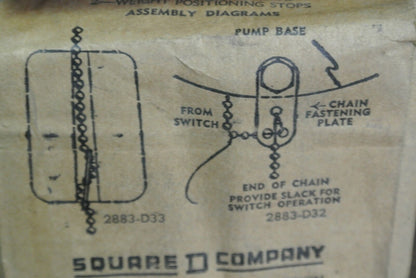 WEIGHT POSITIONING STOPS
ASSEMBLY DIAGRAMS
PUMP BASE
FROM
SWITCH
CHAIN
FASTENING
PLATE
END OF CHAIN
PROVIDE SLACK FOR
SWITCH OPERATION
2883-D33
2883-D32
SQUARE D COMPANY